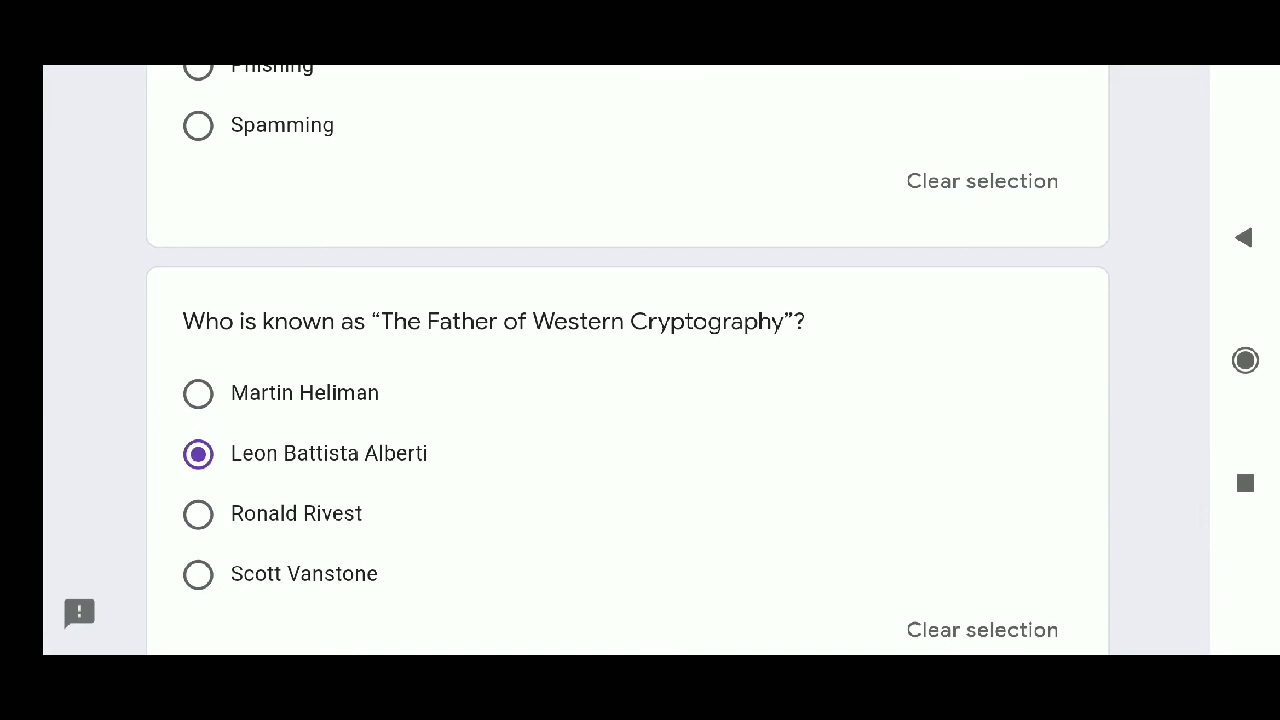 Phishing
Spamming
Clear selection
Who is known as “The Father of Western Cryptography”?
Martin Heliman
Leon Battista Alberti
Ronald Rivest
Scott Vanstone
Clear selection